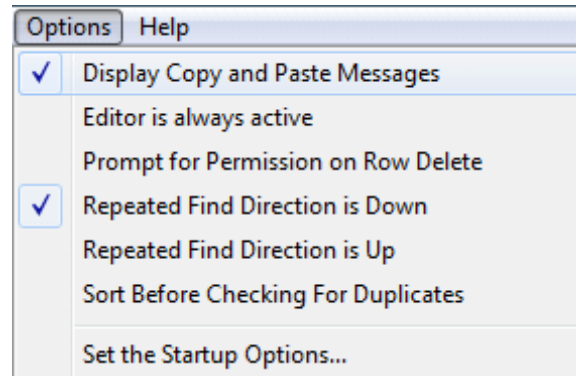 Options Help
Display Copy and Paste Messages
Editor is always active
Prompt for Permission on Row Delete
Repeated Find Direction is Down
Repeated Find Direction is Up
Sort Before Checking For Duplicates
Set the Startup Options...